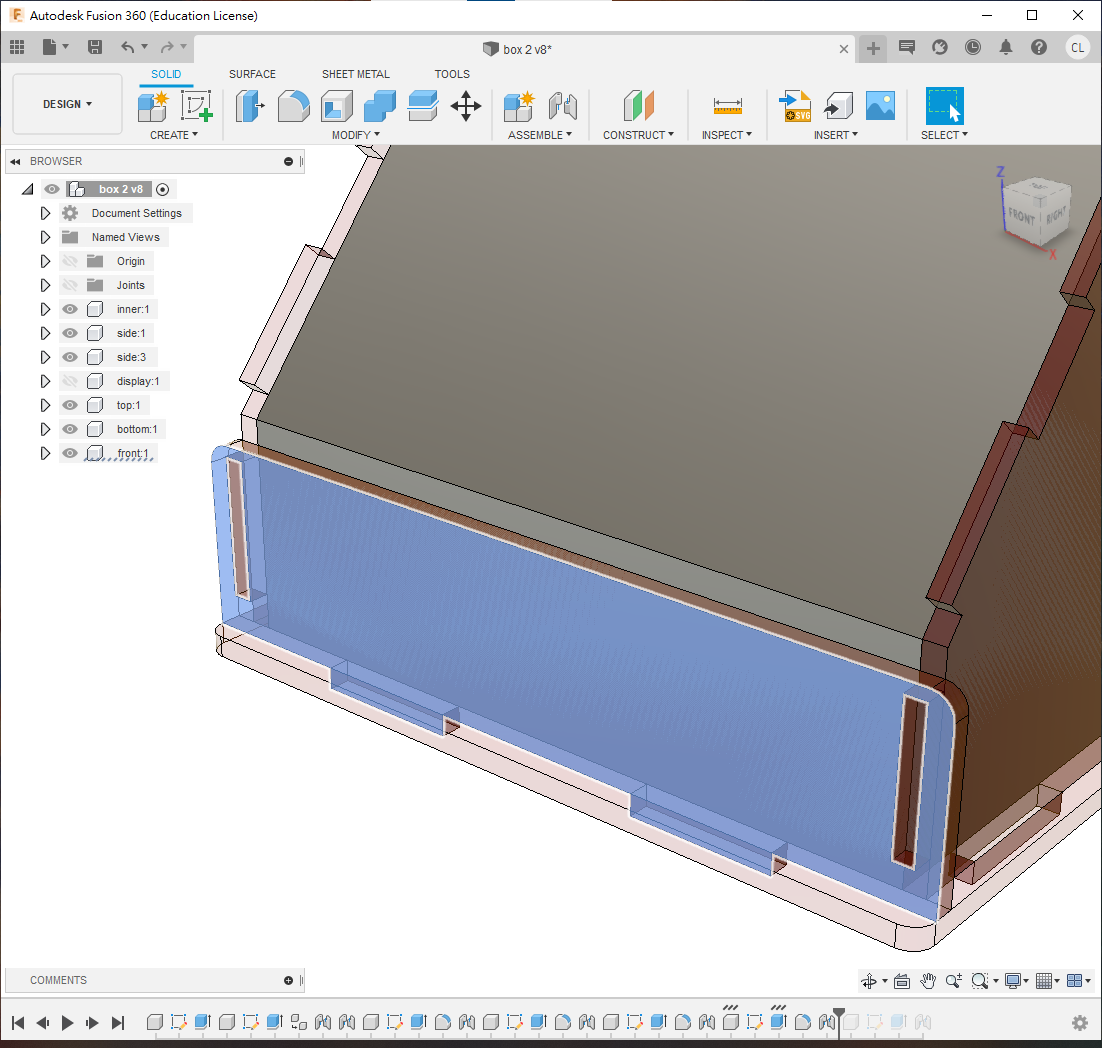 Autodesk Fusion 360 (Education License)
box 2 v8*
CL
DESIGN
SOLID
SURFACE
SHEET METAL
TOOLS
CREATE
MODIFY
ASSEMBLE
CONSTRUCT
INSPECT
SVG
INSERT
SELECT
BROWSER
box 2 v8
Document Settings
Named Views
Origin
Joints
inner:1
side:1
side:3
display:1
top:1
bottom:1
front:1
Z
TOP
FRONT
RIGHT
X
COMMENTS